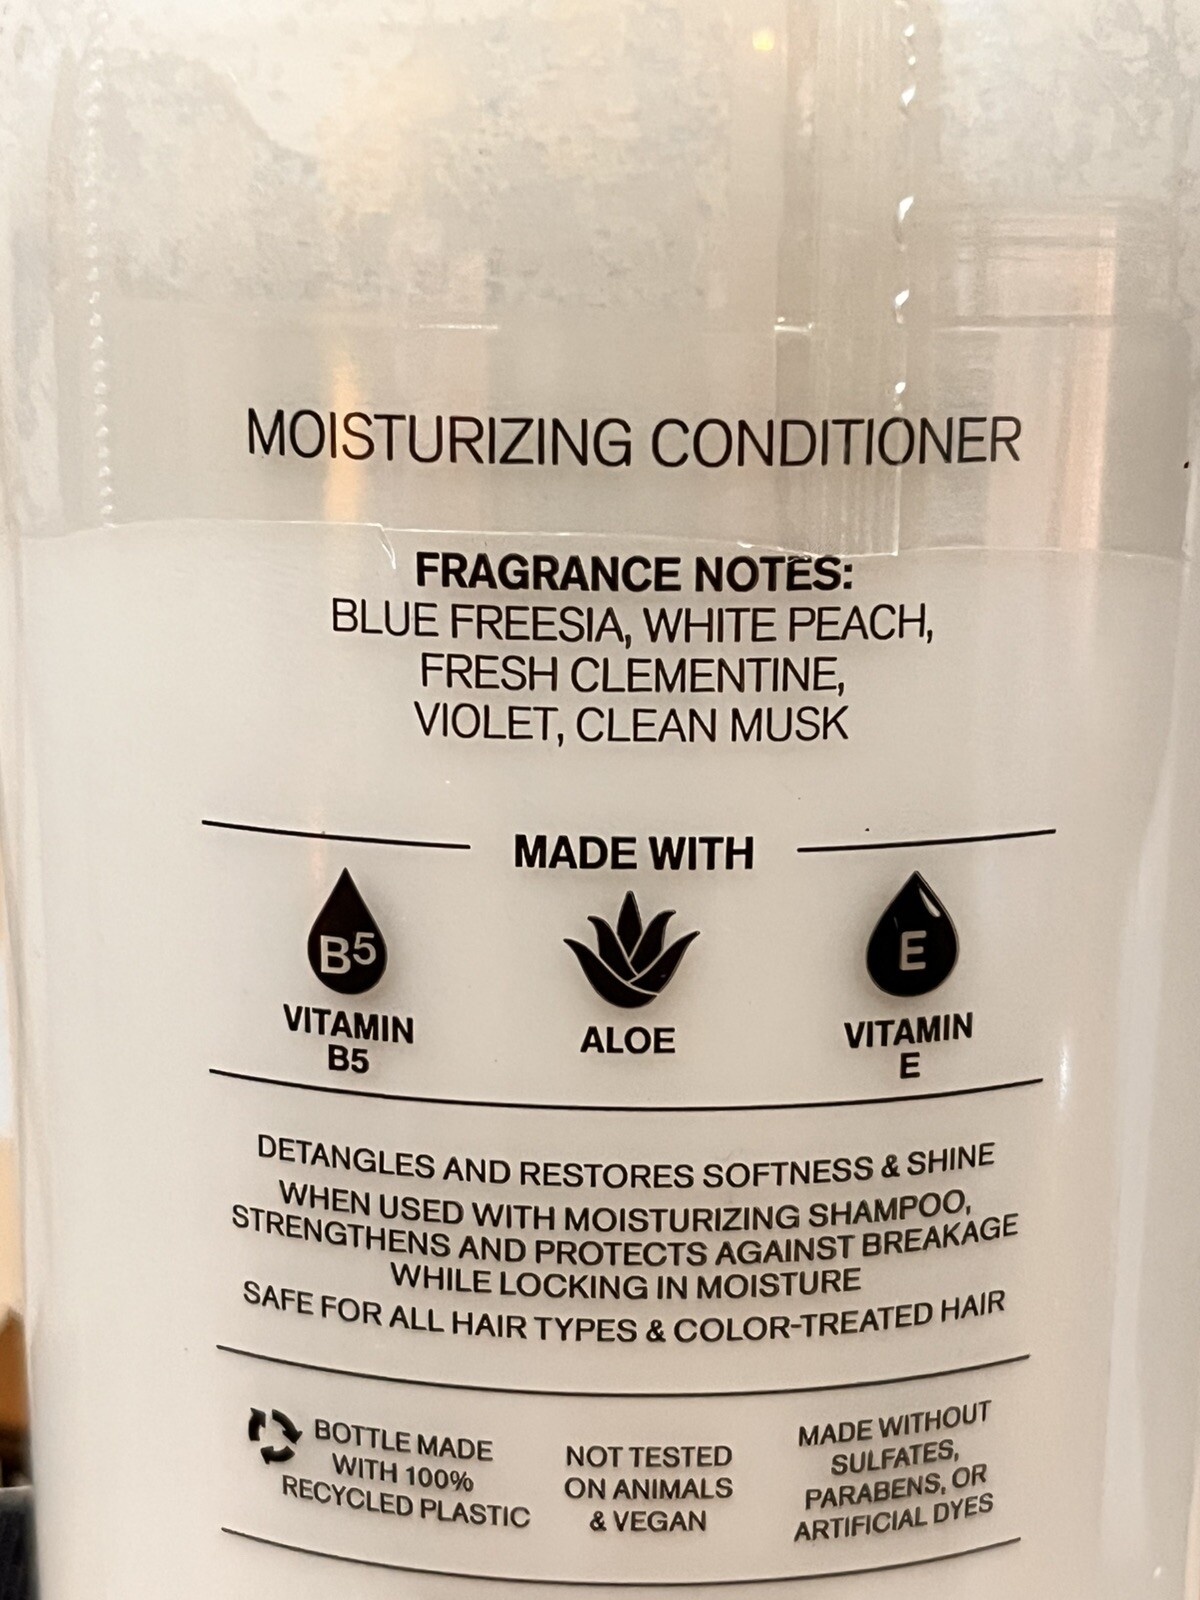 MOISTURIZING CONDITIONER
FRAGRANCE NOTES:
BLUE FREESIA, WHITE PEACH,
FRESH CLEMENTINE,
VIOLET, CLEAN MUSK
MADE WITH
B5
VITAMIN
B5
ALOE
E
VITAMIN
E
DETANGLES AND RESTORES SOFTNESS & SHINE
WHEN USED WITH MOISTURIZING SHAMPOO,
STRENGTHENS AND PROTECTS AGAINST BREAKAGE
WHILE LOCKING IN MOISTURE
SAFE FOR ALL HAIR TYPES & COLOR-TREATED HAIR
BOTTLE MADE
WITH 100%
RECYCLED PLASTIC
NOT TESTED
ON ANIMALS
& VEGAN
MADE WITHOUT
SULFATES,
PARABENS, OR
ARTIFICIAL DYES